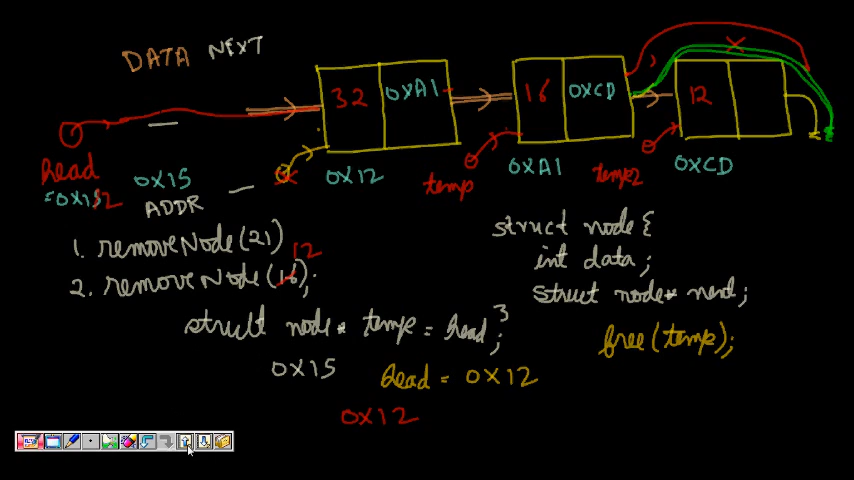 DATA NEXT
32 0XA1 16 0XCD 12
Head
=0X152
0X15
ADDR
0X12
temp
0XA1
temp2
0XCD
1. removeNode(21)
12
2. removeNode(16);
struct node* temp = head;
0X15
head = 0X12
0X12
struct node {
int data;
struct node* next;
}
free(temp);